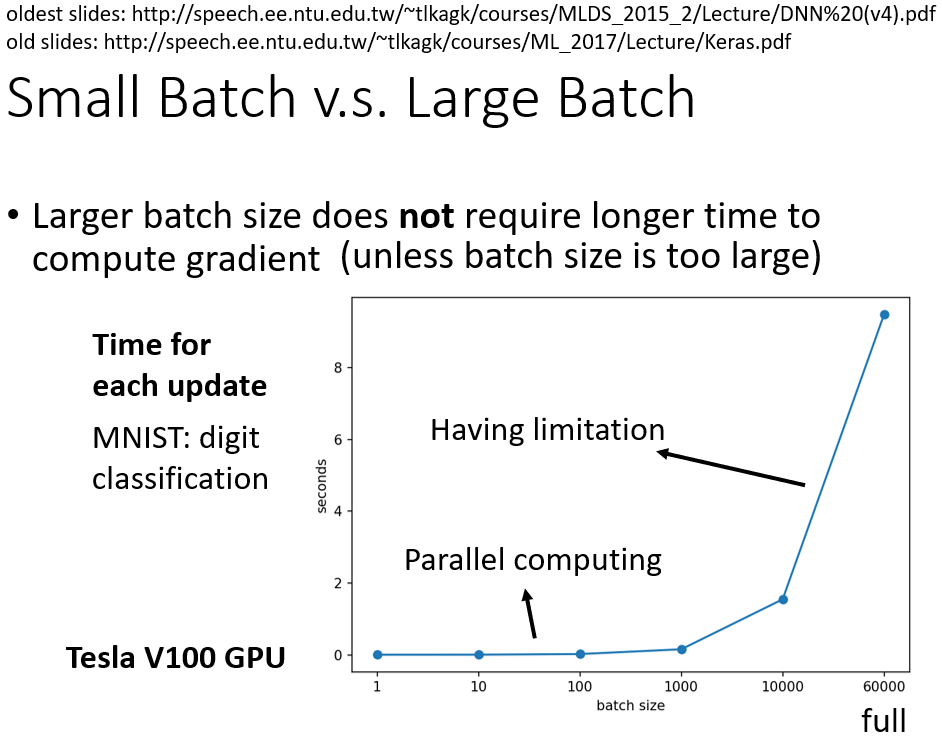 oldest slides: http://speech.ee.ntu.edu.tw/~tlkagk/courses/MLDS_2015_2/Lecture/DNN%20(v4).pdf
old slides: http://speech.ee.ntu.edu.tw/~tlkagk/courses/ML_2017/Lecture/Keras.pdf
Small Batch v.s. Large Batch
• Larger batch size does not require longer time to
compute gradient (unless batch size is too large)
Time for
each update
MNIST: digit
classification
Tesla V100 GPU
Having limitation
Parallel computing
seconds
8
6
4
2
0
1 10 100 1000 10000 60000
batch size
full